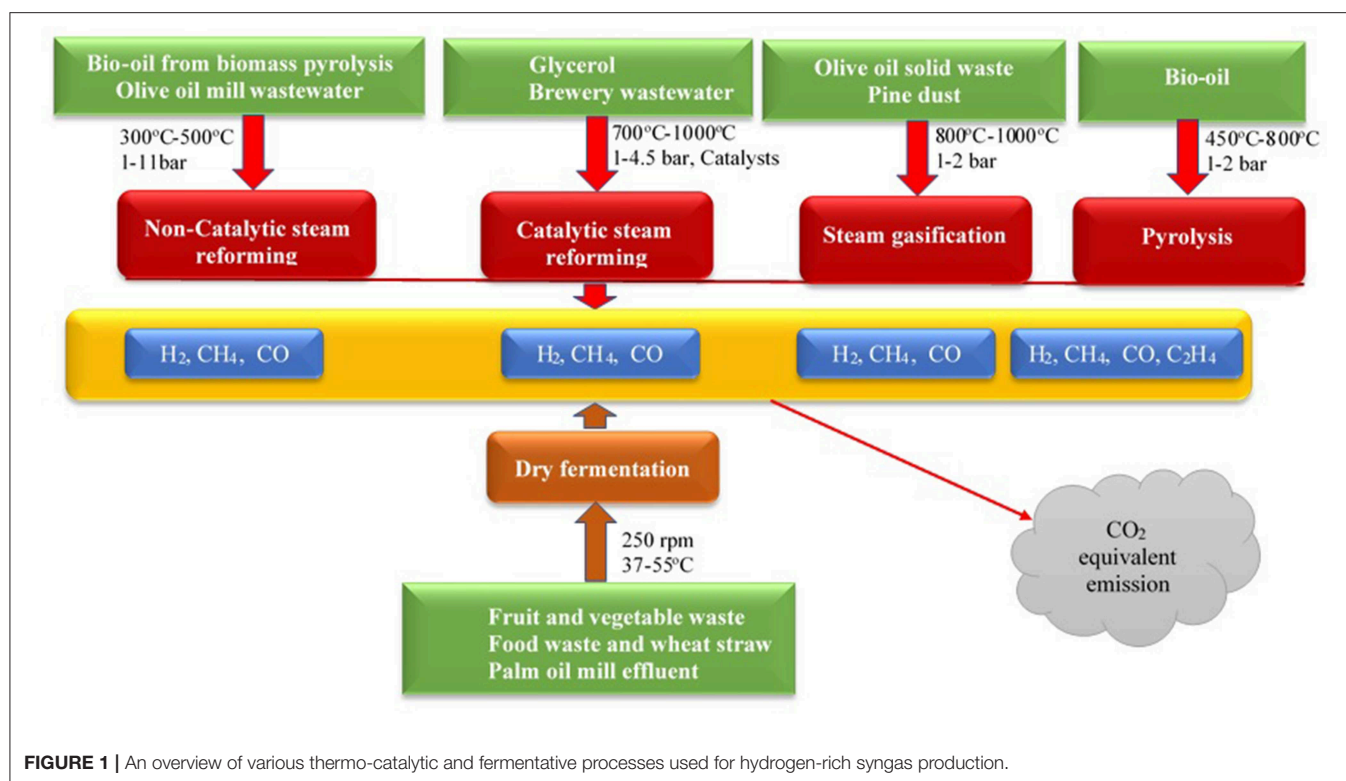 Bio-oil from biomass pyrolysis
Olive oil mill wastewater
Glycerol
Brewery wastewater
Olive oil solid waste
Pine dust
Bio-oil
300°C-500°C
1-11bar
700°C-1000°C
1-4.5 bar, Catalysts
800°C-1000°C
1-2 bar
450°C-800°C
1-2 bar
Non-Catalytic steam
reforming
Catalytic steam
reforming
Steam gasification
Pyrolysis
H₂, CH₄, CO
H₂, CH₄, CO
H₂, CH₄, CO
H₂, CH₄, CO, C₂H₄
Dry fermentation
250 rpm
37-55°C
Fruit and vegetable waste
Food waste and wheat straw
Palm oil mill effluent
CO₂
equivalent
emission
FIGURE 1 | An overview of various thermo-catalytic and fermentative processes used for hydrogen-rich syngas production.